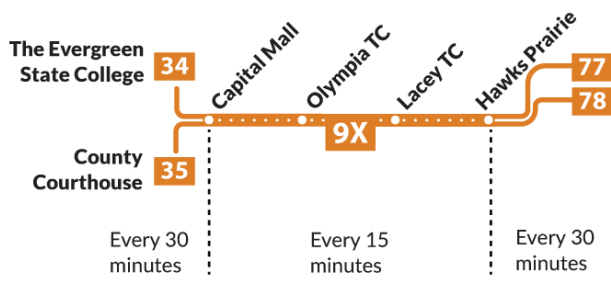 The Evergreen
State College
34
Capital Mall
Olympia TC
Lacey TC
Hawks Prairie
77
78
9X
County
Courthouse
35
Every 30
minutes
Every 15
minutes
Every 30
minutes